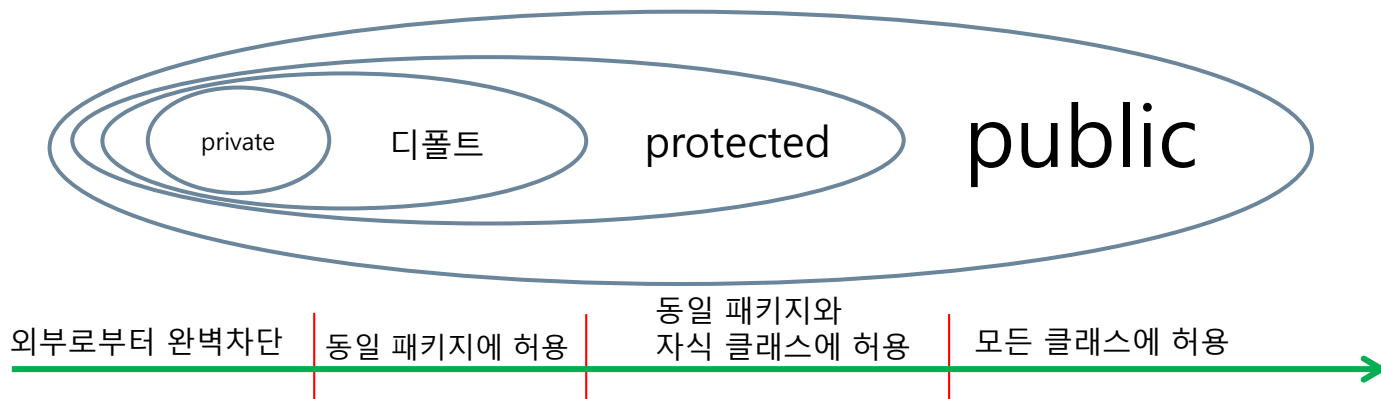 private
디폴트
protected
public
외부로부터 완벽차단
동일 패키지에 허용
동일 패키지와
자식 클래스에 허용
모든 클래스에 허용